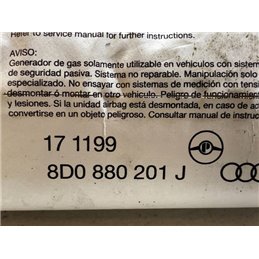 Refer to service manual for further instructions.
AVISO:
Generador de gas solamente utilizable en vehículos con sistem
de seguridad pasiva. Sistema no reparable. Manipulación solo
especializado. No ensayar con sistemas de medición con tensi
desmontar ó montar en otro vehículo. Peligro de funcionamient
y lesiones. Si la unidad airbag está desmontada, en caso de ad
convertirse en un objeto peligroso. Consultar manual de instruc
17 1199
8D0 880 201 J